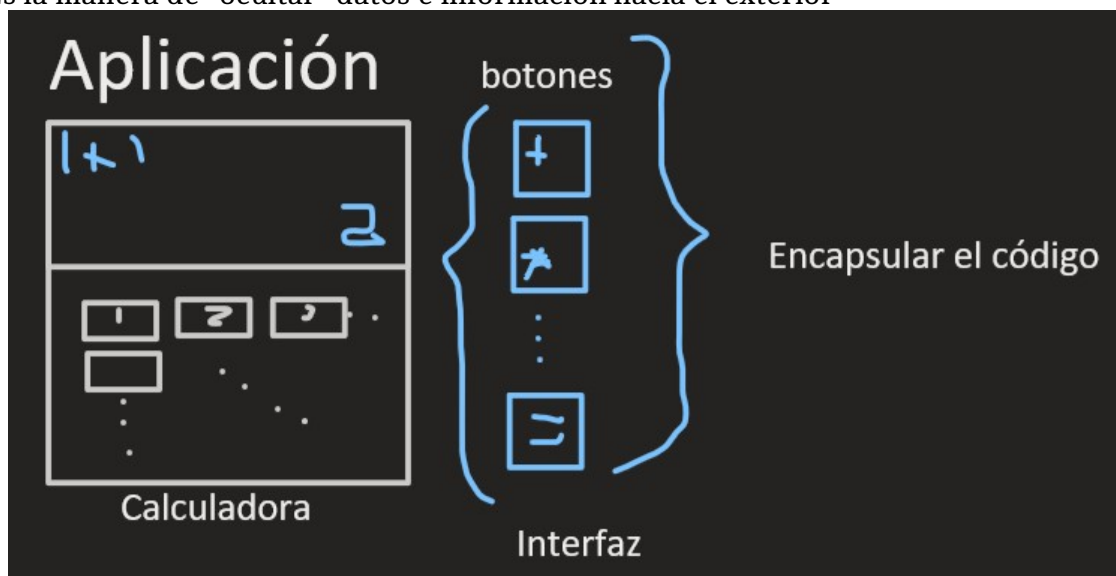 es la manera de "ocultar" datos e información hacia el exterior
Aplicación
botones
1+1
2
+
*
1 2 3
=
Encapsular el código
Calculadora
Interfaz